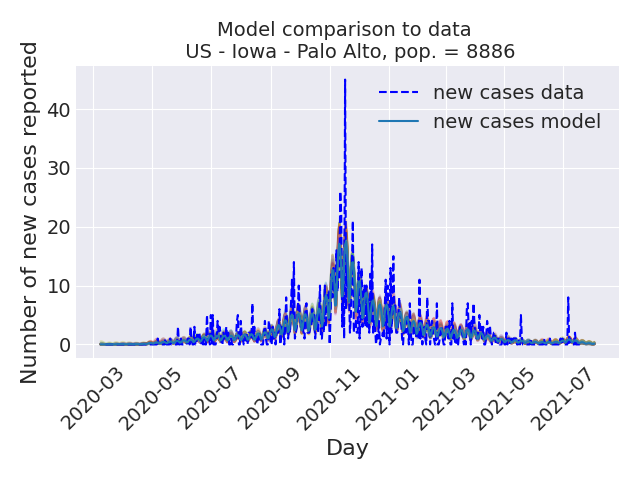 Model comparison to data
US - Iowa - Palo Alto, pop. = 8886
Number of new cases reported
40
30
20
10
0
new cases data
new cases model
2020-03
2020-05
2020-07
2020-09
2020-11
2021-01
2021-03
2021-05
2021-07
Day